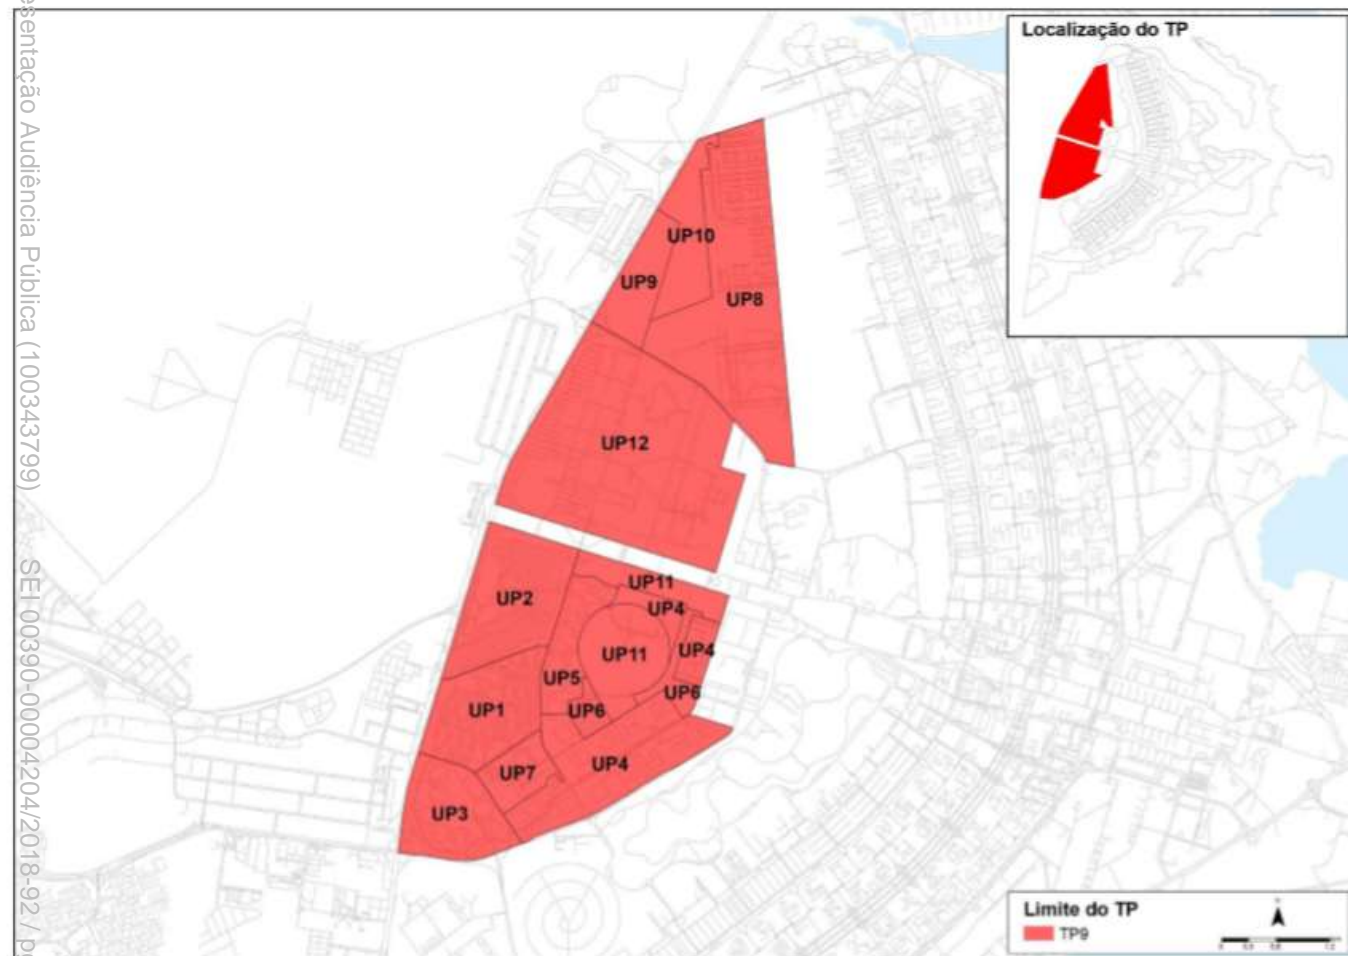 esentação Audiência Pública (100343799)
SEI 00390-00004204/2018-92 / p
Localização do TP
UP10
UP9
UP8
UP12
UP11
UP2
UP4
UP4
UP11
UP5
UP6
UP6
UP1
UP4
UP7
UP3
Limite do TP
TP9